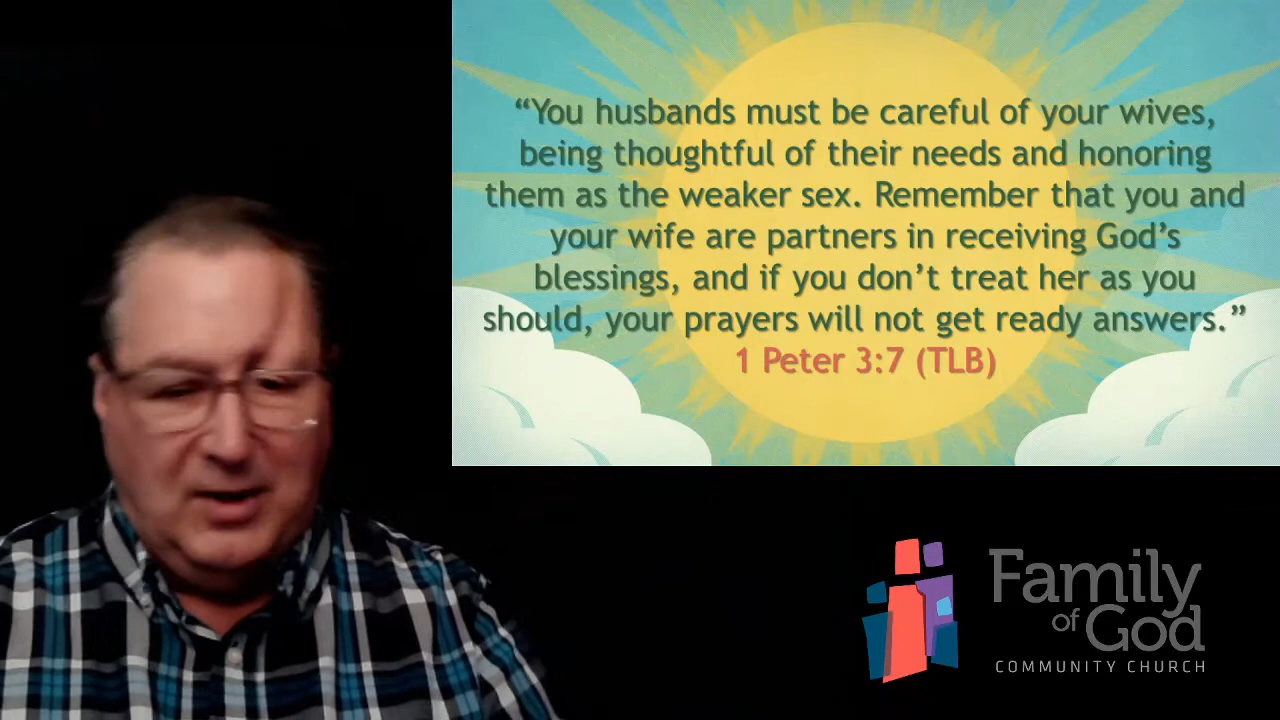 “You husbands must be careful of your wives,
being thoughtful of their needs and honoring
them as the weaker sex. Remember that you and
your wife are partners in receiving God’s
blessings, and if you don’t treat her as you
should, your prayers will not get ready answers.”
1 Peter 3:7 (TLB)
Family
of God
COMMUNITY CHURCH